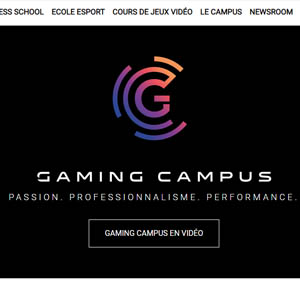 ESS SCHOOL ECOLE ESPORT COURS DE JEUX VIDÉO LE CAMPUS NEWSROOM
G
GAMING CAMPUS
PASSION. PROFESSIONNALISME. PERFORMANCE.
GAMING CAMPUS EN VIDÉO